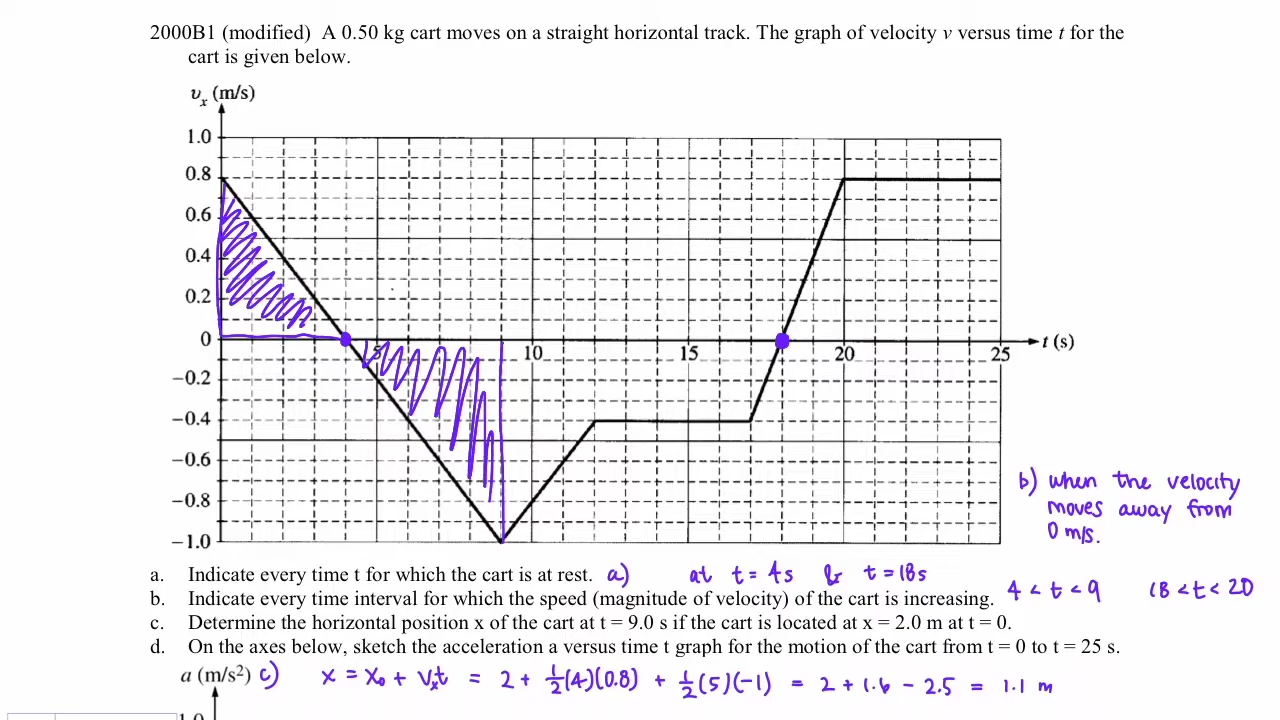 2000B1 (modified) A 0.50 kg cart moves on a straight horizontal track. The graph of velocity v versus time t for the
cart is given below.
υx (m/s)
1.0
0.8
0.6
0.4
0.2
0
−0.2
−0.4
−0.6
−0.8
−1.0
5
10
15
20
25
t (s)
b) when the velocity
moves away from
0 m/s.
a. Indicate every time t for which the cart is at rest. a) at t = 4s & t = 18s
b. Indicate every time interval for which the speed (magnitude of velocity) of the cart is increasing. 4 < t < 9 18 < t < 20
c. Determine the horizontal position x of the cart at t = 9.0 s if the cart is located at x = 2.0 m at t = 0.
d. On the axes below, sketch the acceleration a versus time t graph for the motion of the cart from t = 0 to t = 25 s.
a (m/s²) c) x = x₀ + vₓt = 2 + ½(4)(0.8) + ½(5)(-1) = 2 + 1.6 - 2.5 = 1.1 m
1.0